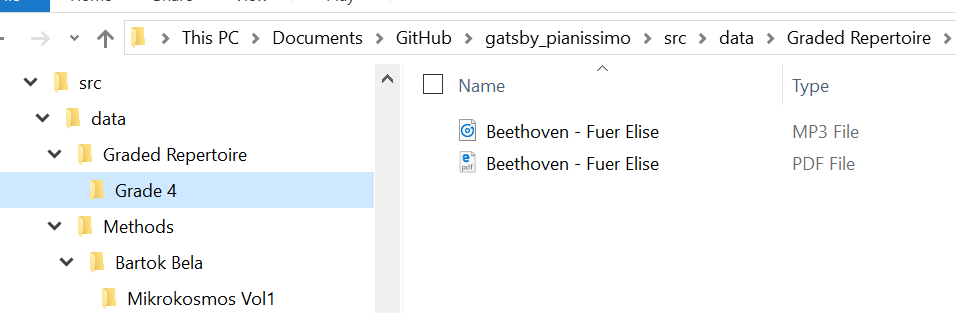 This PC > Documents > GitHub > gatsby_pianissimo > src > data > Graded Repertoire >
src
data
Graded Repertoire
Grade 4
Methods
Bartok Bela
Mikrokosmos Vol1
Name Type
Beethoven - Fuer Elise MP3 File
Beethoven - Fuer Elise PDF File